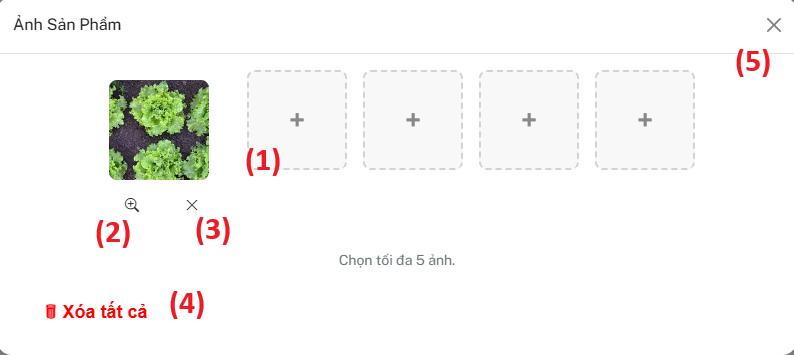 Ảnh Sản Phẩm
(5)
(1)
(2)
(3)
Chọn tối đa 5 ảnh.
Xóa tất cả
(4)